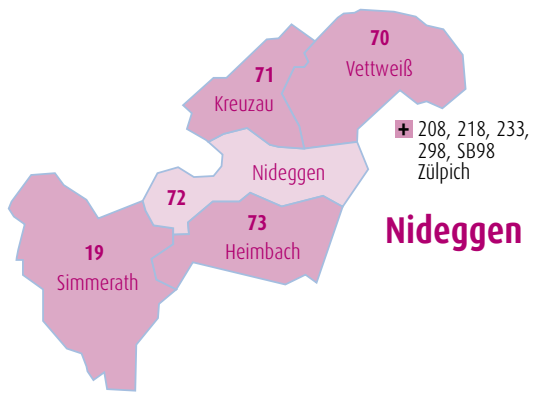 70
Vettweiß
71
Kreuzau
+ 208, 218, 233,
298, SB98
Zülpich
Nideggen
72
Nideggen
73
Heimbach
19
Simmerath